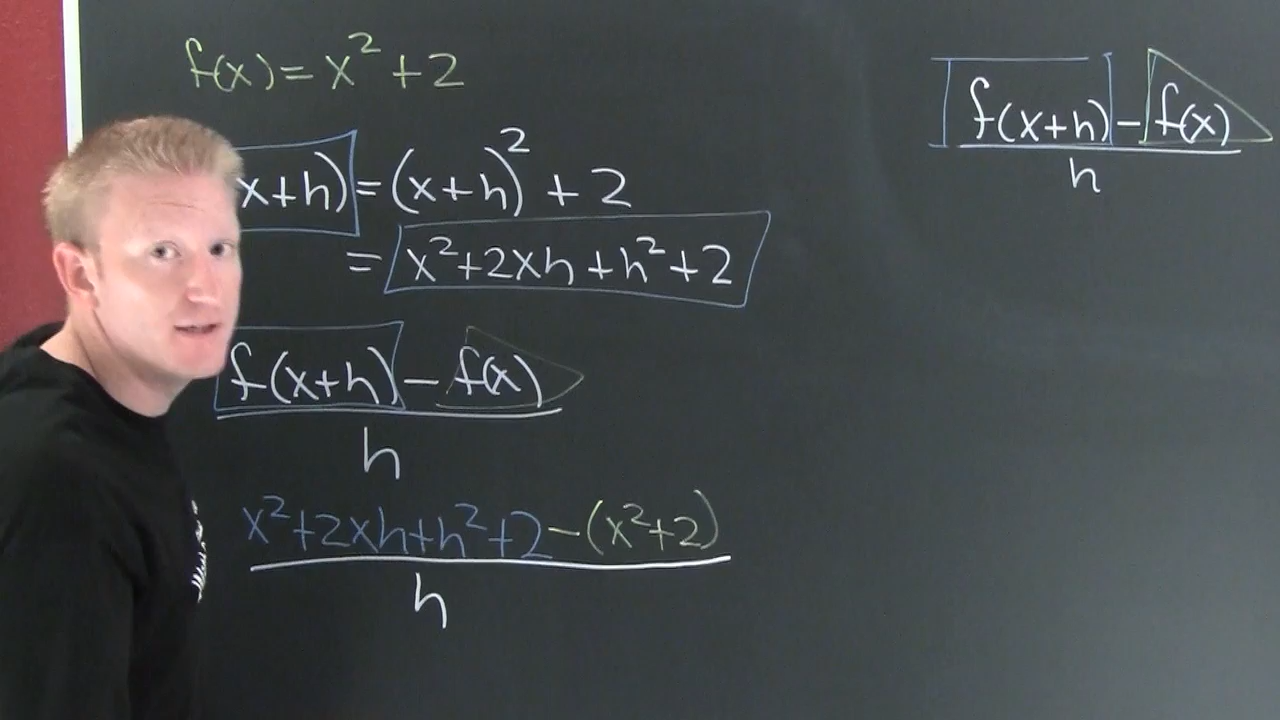 f(x) = x² + 2
f(x+h) - f(x)
h
x+h) = (x+h)² + 2
= x² + 2xh + h² + 2
f(x+h) - f(x)
h
x² + 2xh + h² + 2 - (x² + 2)
h